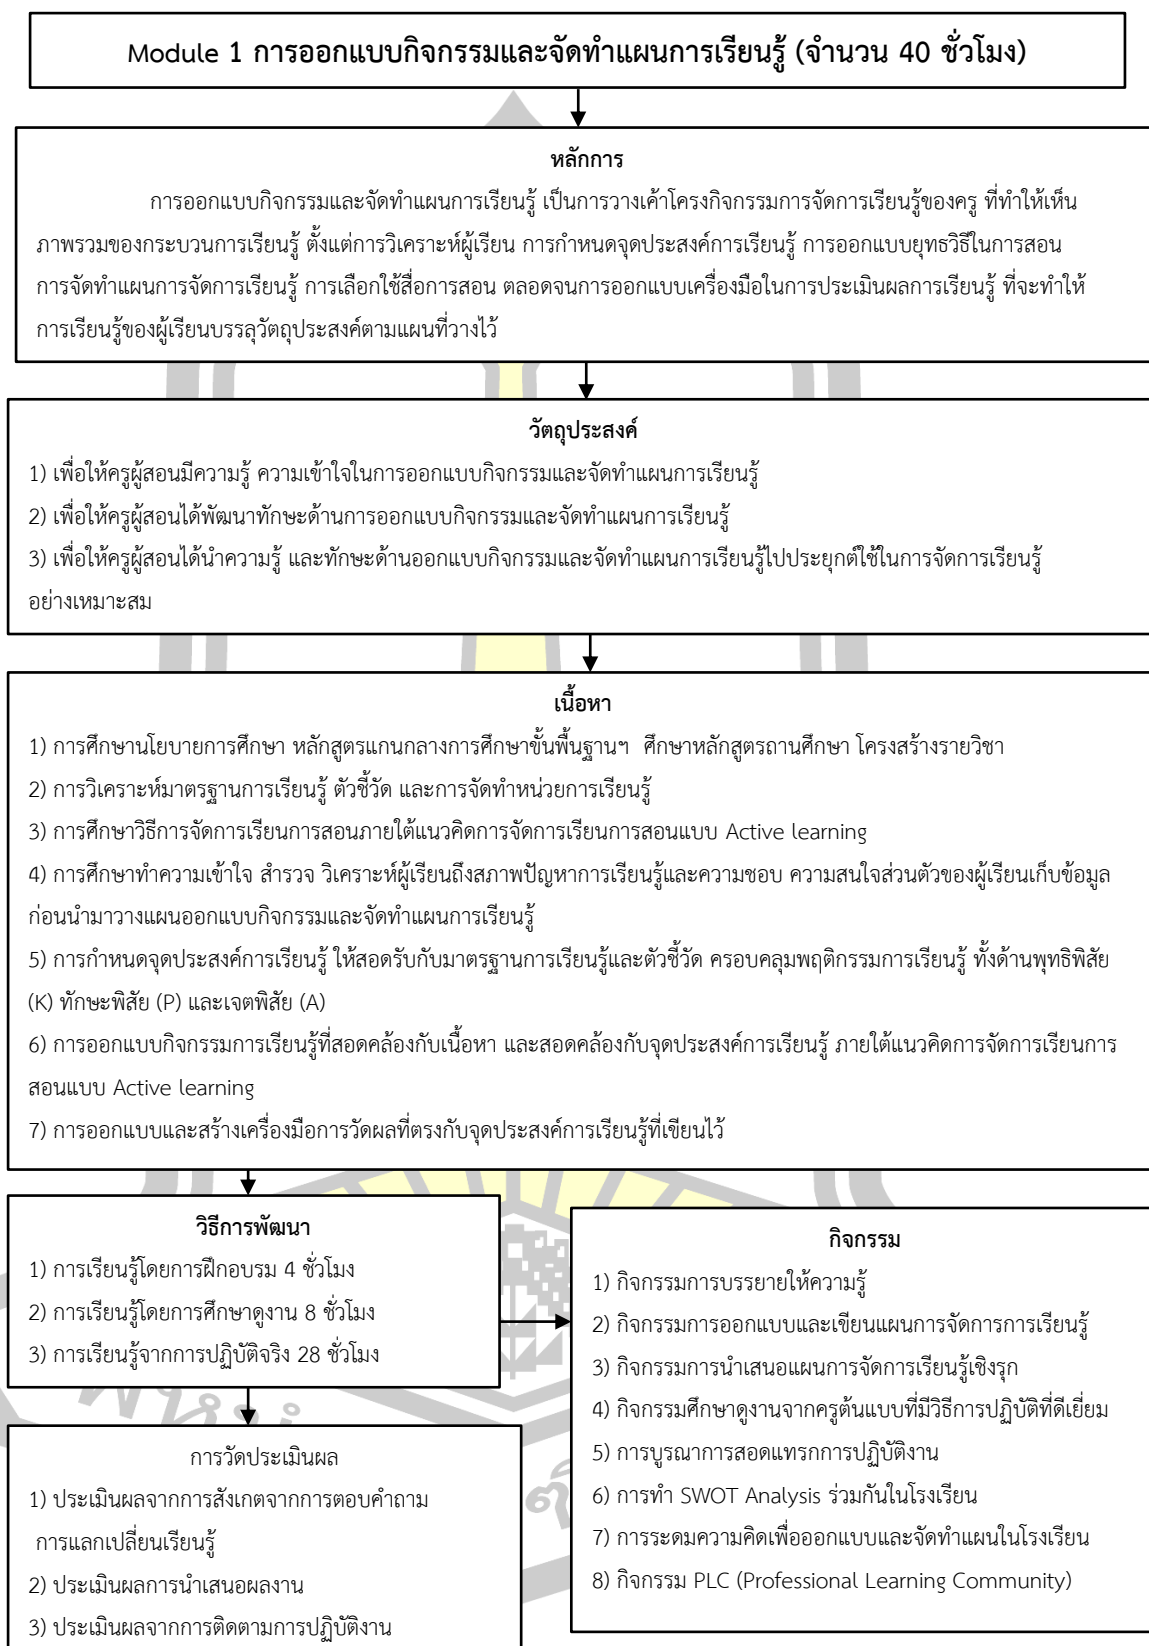 Module 1 การออกแบบกิจกรรมและจัดทำแผนการเรียนรู้ (จำนวน 40 ชั่วโมง)
หลักการ
การออกแบบกิจกรรมและจัดทำแผนการเรียนรู้ เป็นการวางเค้าโครงกิจกรรมการจัดการเรียนรู้ของครู ที่ทำให้เห็น
ภาพรวมของกระบวนการเรียนรู้ ตั้งแต่การวิเคราะห์ผู้เรียน การกำหนดจุดประสงค์การเรียนรู้ การออกแบบยุทธวิธีในการสอน
การจัดทำแผนการจัดการเรียนรู้ การเลือกใช้สื่อการสอน ตลอดจนการออกแบบเครื่องมือในการประเมินผลการเรียนรู้ ที่จะทำให้
การเรียนรู้ของผู้เรียนบรรลุวัตถุประสงค์ตามแผนที่วางไว้
วัตถุประสงค์
1) เพื่อให้ครูผู้สอนมีความรู้ ความเข้าใจในการออกแบบกิจกรรมและจัดทำแผนการเรียนรู้
2) เพื่อให้ครูผู้สอนได้พัฒนาทักษะด้านการออกแบบกิจกรรมและจัดทำแผนการเรียนรู้
3) เพื่อให้ครูผู้สอนได้นำความรู้ และทักษะด้านออกแบบกิจกรรมและจัดทำแผนการเรียนรู้ไปประยุกต์ใช้ในการจัดการเรียนรู้
อย่างเหมาะสม
เนื้อหา
1) การศึกษานโยบายการศึกษา หลักสูตรแกนกลางการศึกษาขั้นพื้นฐานฯ ศึกษาหลักสูตรถานศึกษา โครงสร้างรายวิชา
2) การวิเคราะห์มาตรฐานการเรียนรู้ ตัวชี้วัด และการจัดทำหน่วยการเรียนรู้
3) การศึกษาวิธีการจัดการเรียนการสอนภายใต้แนวคิดการจัดการเรียนการสอนแบบ Active learning
4) การศึกษาทำความเข้าใจ สำรวจ วิเคราะห์ผู้เรียนถึงสภาพปัญหาการเรียนรู้และความชอบ ความสนใจส่วนตัวของผู้เรียนเก็บข้อมูล
ก่อนนำมาวางแผนออกแบบกิจกรรมและจัดทำแผนการเรียนรู้
5) การกำหนดจุดประสงค์การเรียนรู้ ให้สอดรับกับมาตรฐานการเรียนรู้และตัวชี้วัด ครอบคลุมพฤติกรรมการเรียนรู้ ทั้งด้านพุทธิพิสัย
(K) ทักษะพิสัย (P) และเจตพิสัย (A)
6) การออกแบบกิจกรรมการเรียนรู้ที่สอดคล้องกับเนื้อหา และสอดคล้องกับจุดประสงค์การเรียนรู้ ภายใต้แนวคิดการจัดการเรียนการ
สอนแบบ Active learning
7) การออกแบบและสร้างเครื่องมือการวัดผลที่ตรงกับจุดประสงค์การเรียนรู้ที่เขียนไว้
วิธีการพัฒนา
1) การเรียนรู้โดยการฝึกอบรม 4 ชั่วโมง
2) การเรียนรู้โดยการศึกษาดูงาน 8 ชั่วโมง
3) การเรียนรู้จากการปฏิบัติจริง 28 ชั่วโมง
กิจกรรม
1) กิจกรรมการบรรยายให้ความรู้
2) กิจกรรมการออกแบบและเขียนแผนการจัดการการเรียนรู้
3) กิจกรรมการนำเสนอแผนการจัดการเรียนรู้เชิงรุก
4) กิจกรรมศึกษาดูงานจากครูต้นแบบที่มีวิธีการปฏิบัติที่ดีเยี่ยม
5) การบูรณาการสอดแทรกการปฏิบัติงาน
6) การทำ SWOT Analysis ร่วมกันในโรงเรียน
7) การระดมความคิดเพื่อออกแบบและจัดทำแผนในโรงเรียน
8) กิจกรรม PLC (Professional Learning Community)
การวัดประเมินผล
1) ประเมินผลจากการสังเกตจากการตอบคำถาม
การแลกเปลี่ยนเรียนรู้
2) ประเมินผลการนำเสนอผลงาน
3) ประเมินผลจากการติดตามการปฏิบัติงาน